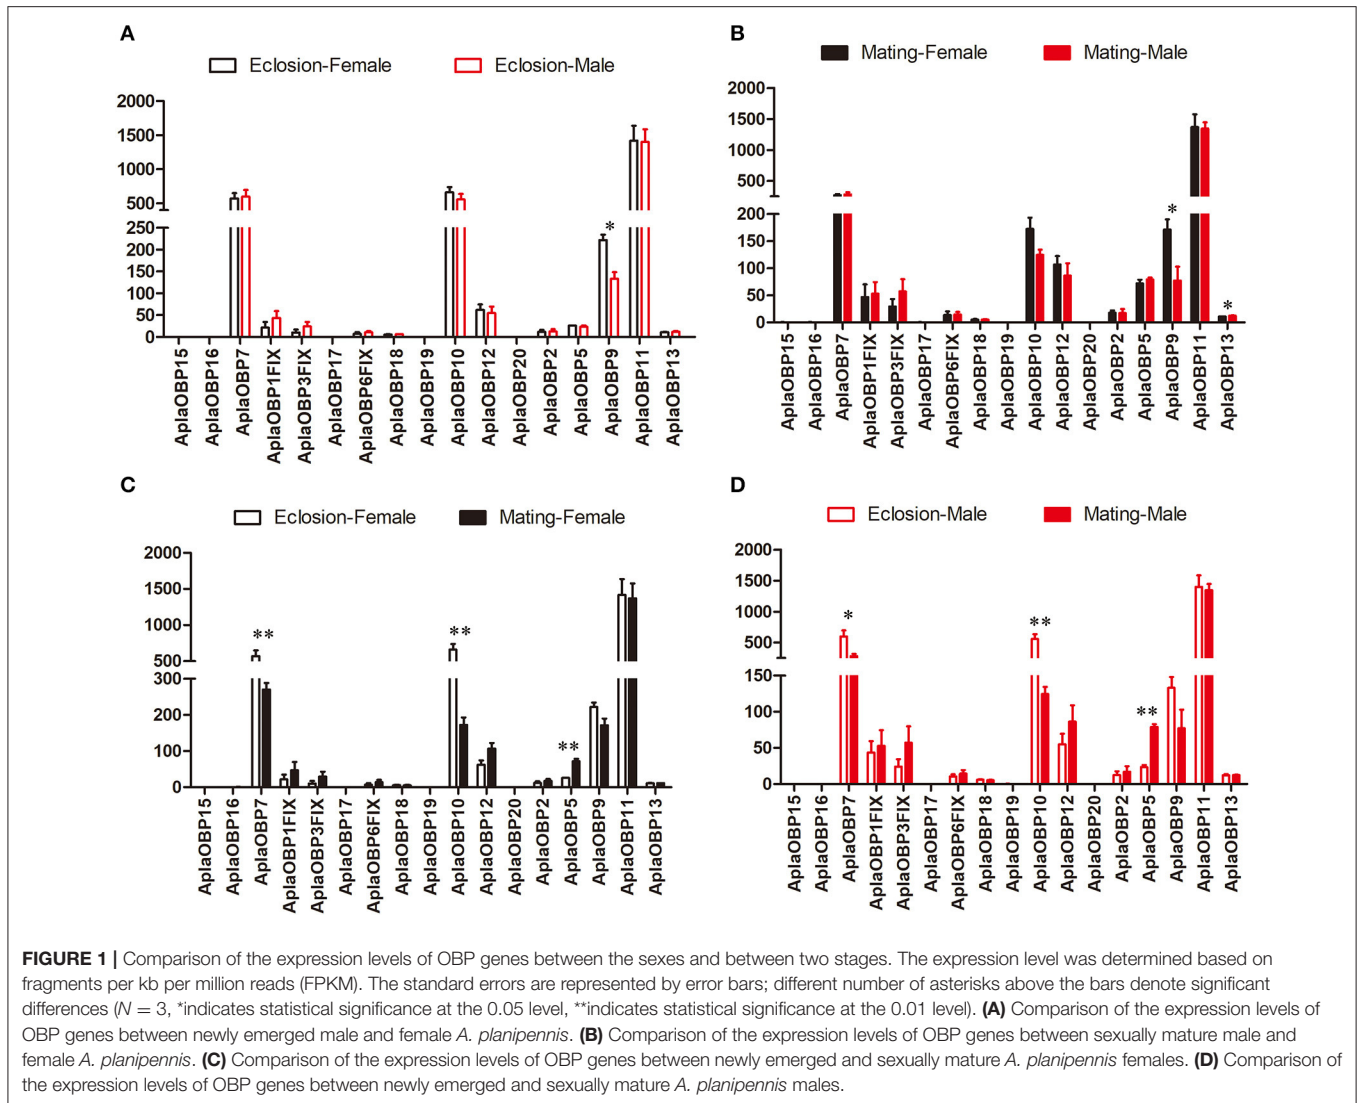 A
Eclosion-Female
Eclosion-Male
2000
1500
1000
500
250
200
150
100
50
0
*
AplaOBP15
AplaOBP16
AplaOBP7
AplaOBP1FIX
AplaOBP3FIX
AplaOBP17
AplaOBP6FIX
AplaOBP18
AplaOBP19
AplaOBP10
AplaOBP12
AplaOBP20
AplaOBP2
AplaOBP5
AplaOBP9
AplaOBP11
AplaOBP13
B
Mating-Female
Mating-Male
2000
1500
1000
500
200
150
100
50
0
*
*
AplaOBP15
AplaOBP16
AplaOBP7
AplaOBP1FIX
AplaOBP3FIX
AplaOBP17
AplaOBP6FIX
AplaOBP18
AplaOBP19
AplaOBP10
AplaOBP12
AplaOBP20
AplaOBP2
AplaOBP5
AplaOBP9
AplaOBP11
AplaOBP13
C
Eclosion-Female
Mating-Female
2000
1500
1000
500
300
200
100
0
**
**
**
AplaOBP15
AplaOBP16
AplaOBP7
AplaOBP1FIX
AplaOBP3FIX
AplaOBP17
AplaOBP6FIX
AplaOBP18
AplaOBP19
AplaOBP10
AplaOBP12
AplaOBP20
AplaOBP2
AplaOBP5
AplaOBP9
AplaOBP11
AplaOBP13
D
Eclosion-Male
Mating-Male
2000
1500
1000
500
150
100
50
0
*
**
**
AplaOBP15
AplaOBP16
AplaOBP7
AplaOBP1FIX
AplaOBP3FIX
AplaOBP17
AplaOBP6FIX
AplaOBP18
AplaOBP19
AplaOBP10
AplaOBP12
AplaOBP20
AplaOBP2
AplaOBP5
AplaOBP9
AplaOBP11
AplaOBP13
FIGURE 1 | Comparison of the expression levels of OBP genes between the sexes and between two stages. The expression level was determined based on
fragments per kb per million reads (FPKM). The standard errors are represented by error bars; different number of asterisks above the bars denote significant
differences (N = 3, *indicates statistical significance at the 0.05 level, **indicates statistical significance at the 0.01 level). (A) Comparison of the expression levels of
OBP genes between newly emerged male and female A. planipennis. (B) Comparison of the expression levels of OBP genes between sexually mature male and
female A. planipennis. (C) Comparison of the expression levels of OBP genes between newly emerged and sexually mature A. planipennis females. (D) Comparison of
the expression levels of OBP genes between newly emerged and sexually mature A. planipennis males.